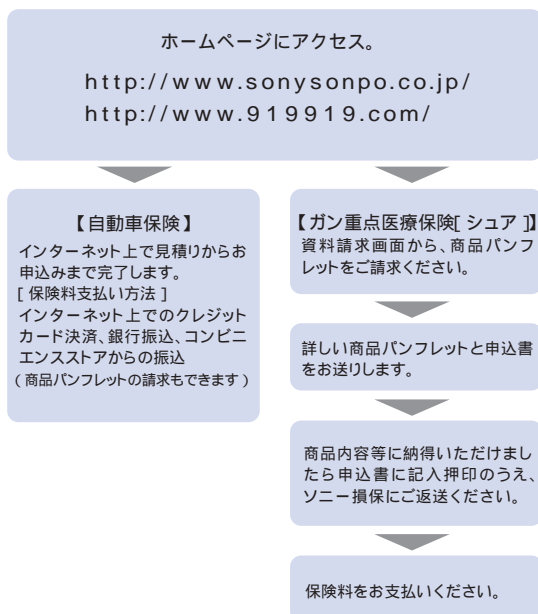 ホームページにアクセス。
http://www.sonysonpo.co.jp/
http://www.919919.com/
【自動車保険】
インターネット上で見積りからお
申込みまで完了します。
[ 保険料支払い方法 ]
インターネット上でのクレジット
カード決済、銀行振込、コンビニ
エンスストアからの振込
( 商品パンフレットの請求もできます )
【ガン重点医療保険[ シュア ]】
資料請求画面から、商品パンフ
レットをご請求ください。
詳しい商品パンフレットと申込書
をお送りします。
商品内容等に納得いただけまし
たら申込書に記入押印のうえ、
ソニー損保にご返送ください。
保険料をお支払いください。